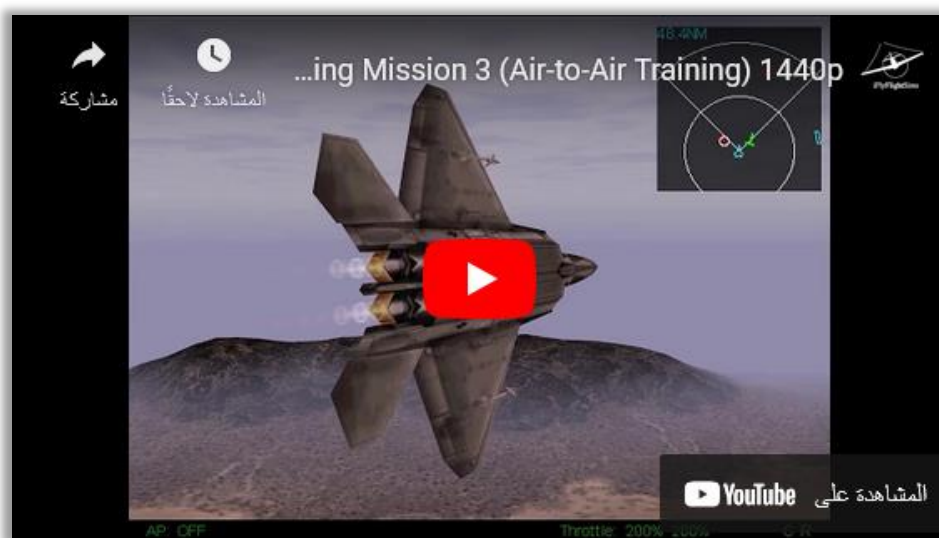 48.4NM
...ing Mission 3 (Air-to-Air Training) 1440p
المشاهدة لاحقًا
مشاركة
iFlyFlightSims
المشاهدة على YouTube
AP: OFF
Throttle: 200%